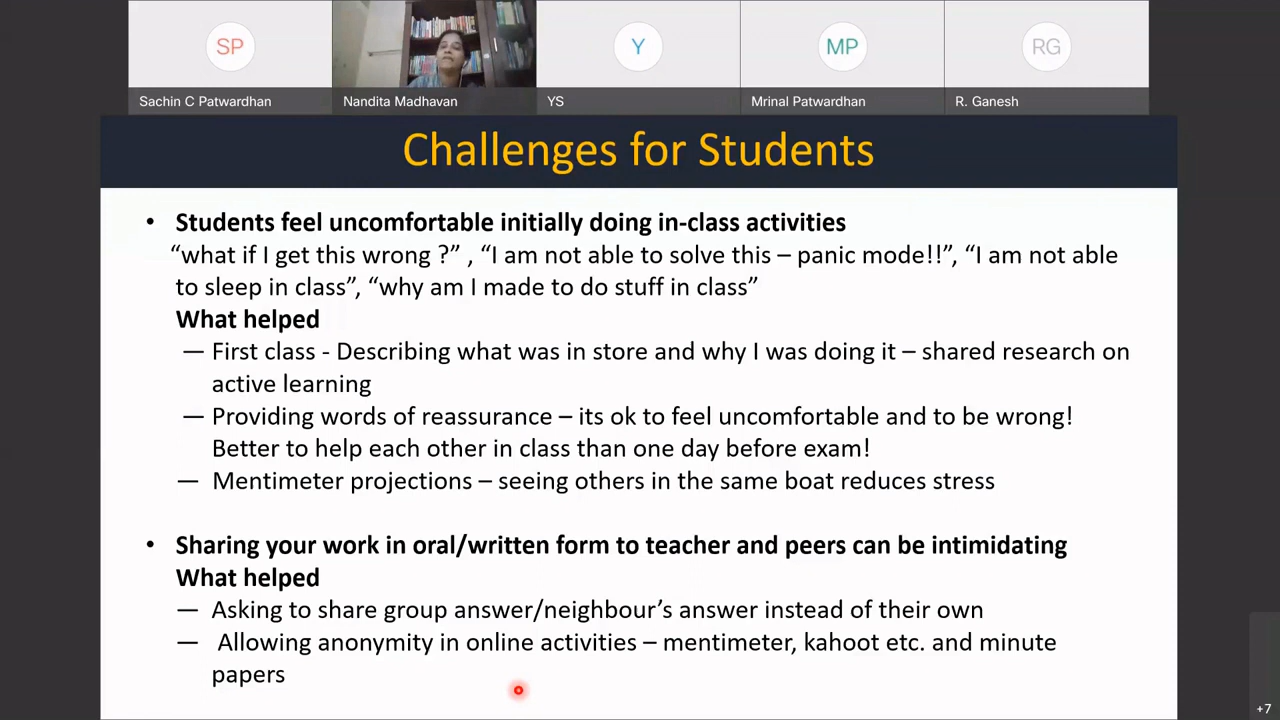 SP
Y
MP
RG
Sachin C Patwardhan
Nandita Madhavan
YS
Mrinal Patwardhan
R. Ganesh
Challenges for Students
• Students feel uncomfortable initially doing in-class activities
“what if I get this wrong ?” , “I am not able to solve this – panic mode!!”, “I am not able
to sleep in class”, “why am I made to do stuff in class”
What helped
— First class - Describing what was in store and why I was doing it – shared research on
active learning
— Providing words of reassurance – its ok to feel uncomfortable and to be wrong!
Better to help each other in class than one day before exam!
— Mentimeter projections – seeing others in the same boat reduces stress
• Sharing your work in oral/written form to teacher and peers can be intimidating
What helped
— Asking to share group answer/neighbour’s answer instead of their own
— Allowing anonymity in online activities – mentimeter, kahoot etc. and minute
papers
+7